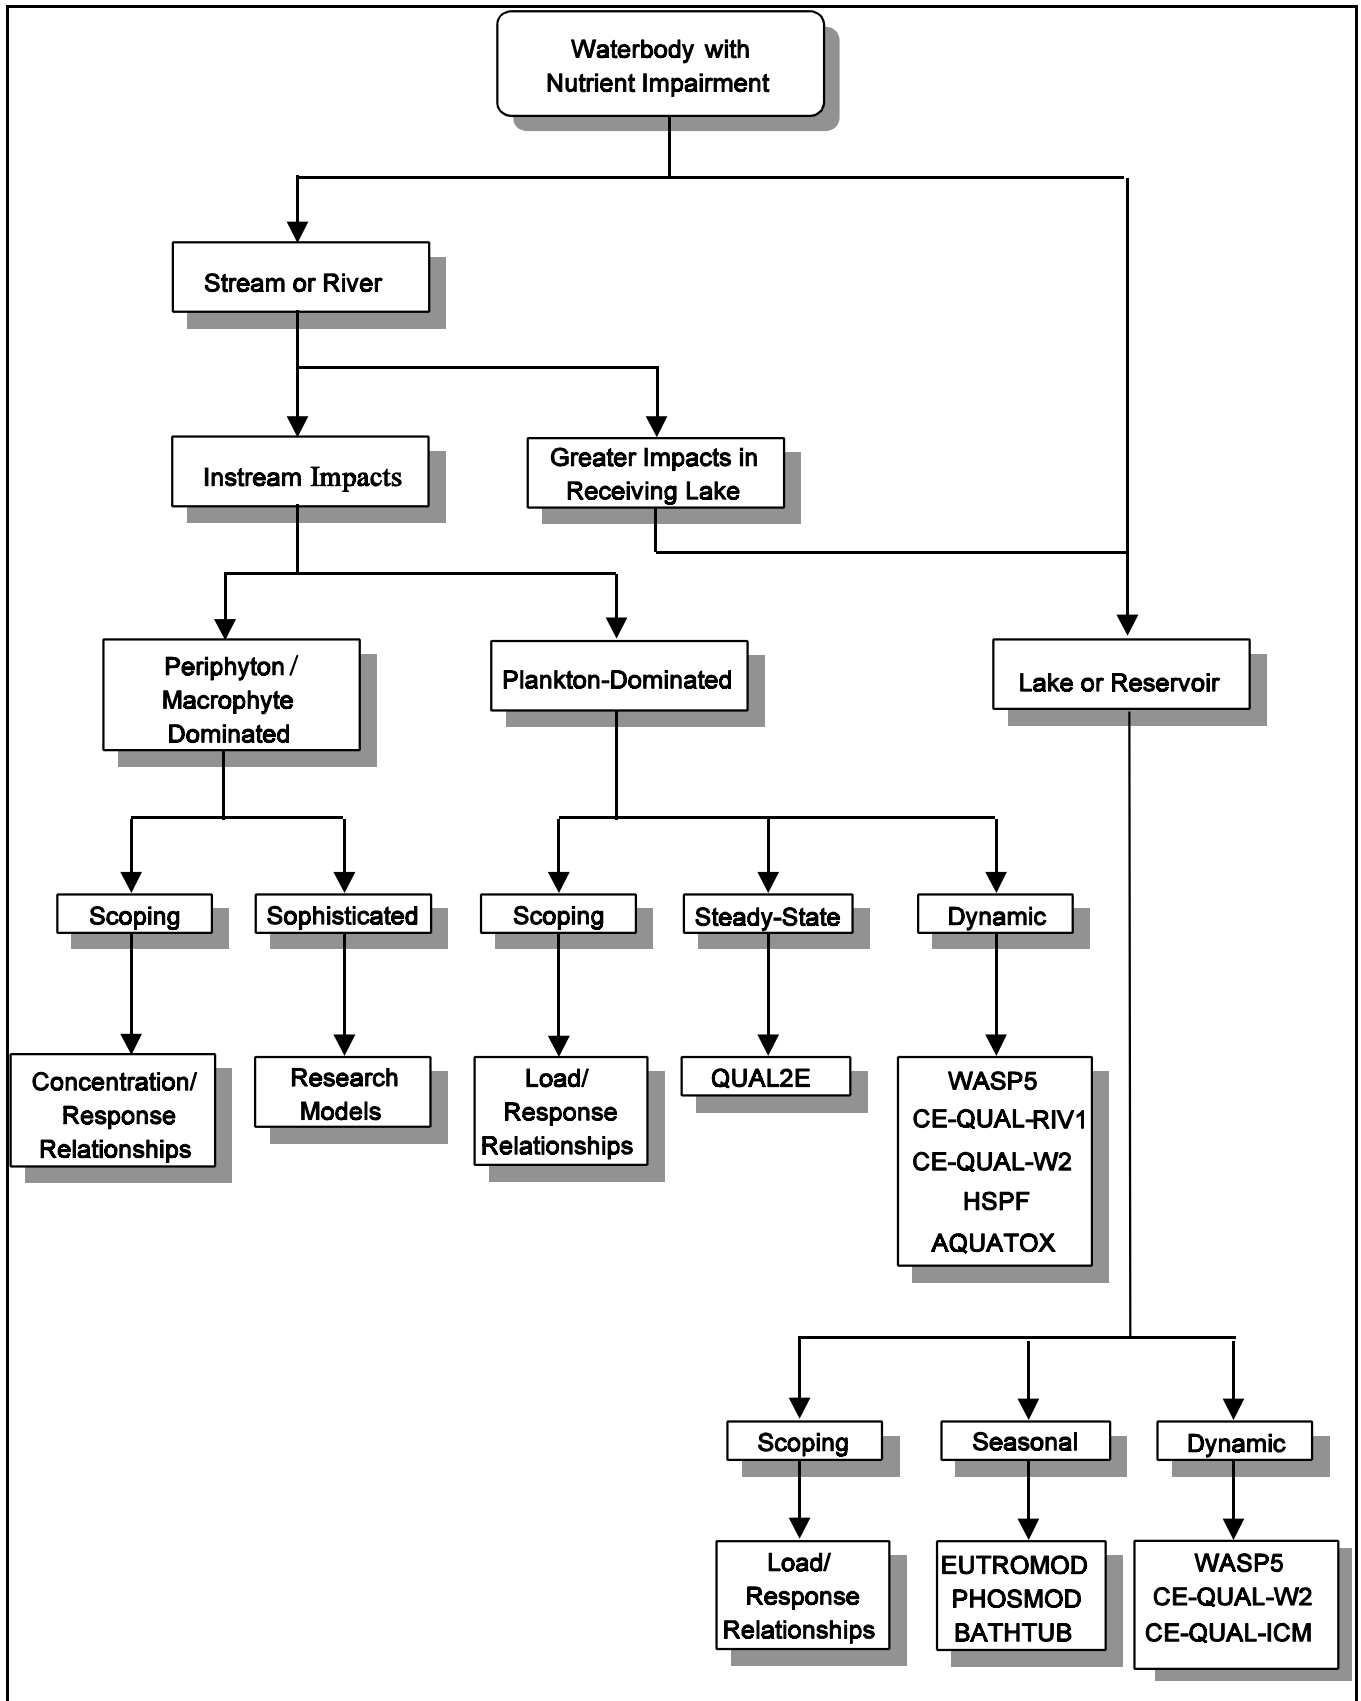 Waterbody with
Nutrient Impairment
Stream or River
Instream Impacts
Greater Impacts in
Receiving Lake
Periphyton /
Macrophyte
Dominated
Plankton-Dominated
Lake or Reservoir
Scoping
Sophisticated
Scoping
Steady-State
Dynamic
Concentration/
Response
Relationships
Research
Models
Load/
Response
Relationships
QUAL2E
WASP5
CE-QUAL-RIV1
CE-QUAL-W2
HSPF
AQUATOX
Scoping
Seasonal
Dynamic
Load/
Response
Relationships
EUTROMOD
PHOSMOD
BATHTUB
WASP5
CE-QUAL-W2
CE-QUAL-ICM